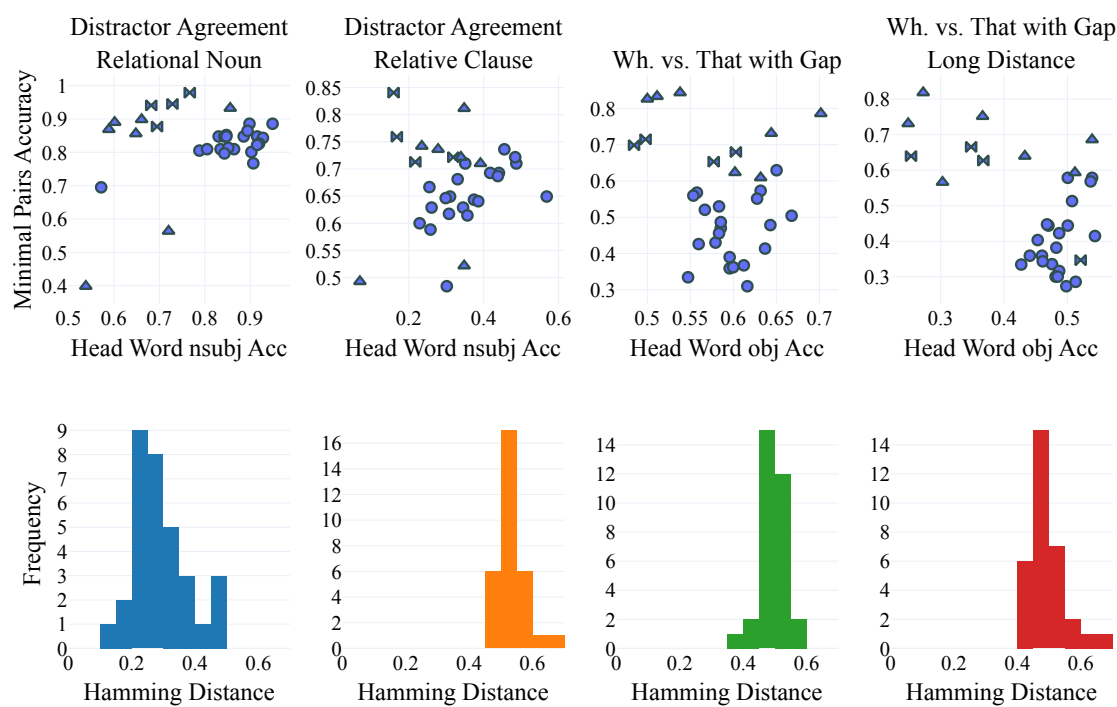 Distractor Agreement
Relational Noun
Distractor Agreement
Relative Clause
Wh. vs. That with Gap
Wh. vs. That with Gap
Long Distance
Minimal Pairs Accuracy
1
0.9
0.8
0.7
0.6
0.5
0.4
0.5 0.6 0.7 0.8 0.9
Head Word nsubj Acc
0.85
0.8
0.75
0.7
0.65
0.6
0.55
0.5
0.2 0.4 0.6
Head Word nsubj Acc
0.8
0.7
0.6
0.5
0.4
0.3
0.5 0.55 0.6 0.65 0.7
Head Word obj Acc
0.8
0.7
0.6
0.5
0.4
0.3
0.3 0.4 0.5
Head Word obj Acc
Frequency
9
8
7
6
5
4
3
2
1
0
0 0.2 0.4 0.6
Hamming Distance
16
14
12
10
8
6
4
2
0
0 0.2 0.4 0.6
Hamming Distance
14
12
10
8
6
4
2
0
0 0.2 0.4 0.6
Hamming Distance
14
12
10
8
6
4
2
0
0 0.2 0.4 0.6
Hamming Distance